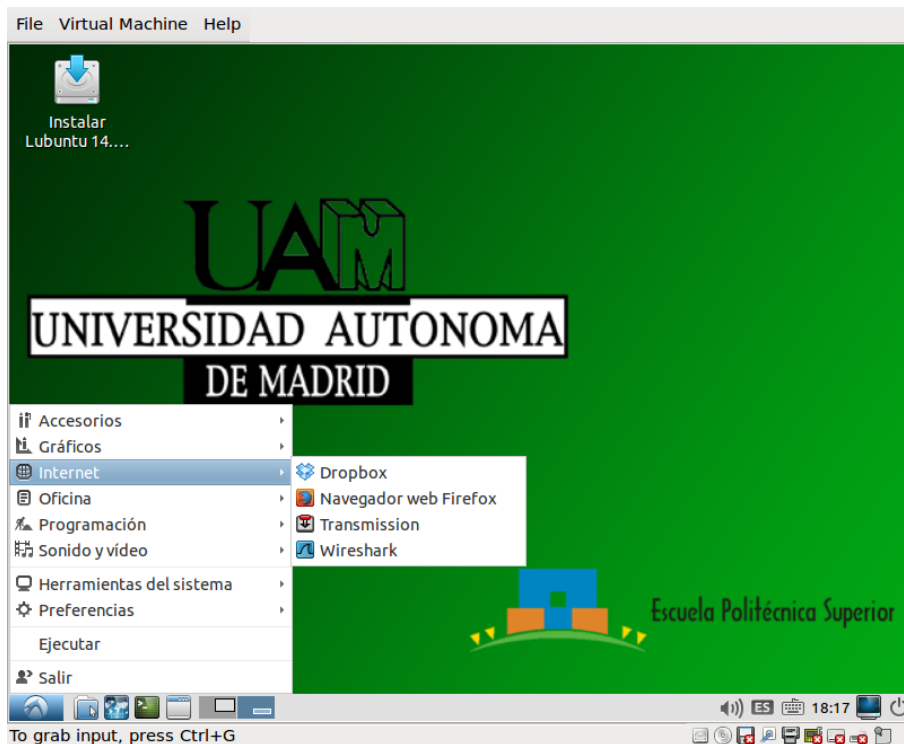 File Virtual Machine Help
Instalar
Lubuntu 14....
UAM
UNIVERSIDAD AUTONOMA
DE MADRID
Accesorios
Gráficos
Internet
Oficina
Programación
Sonido y vídeo
Herramientas del sistema
Preferencias
Ejecutar
Salir
Dropbox
Navegador web Firefox
Transmission
Wireshark
Escuela Politécnica Superior
ES 18:17
To grab input, press Ctrl+G